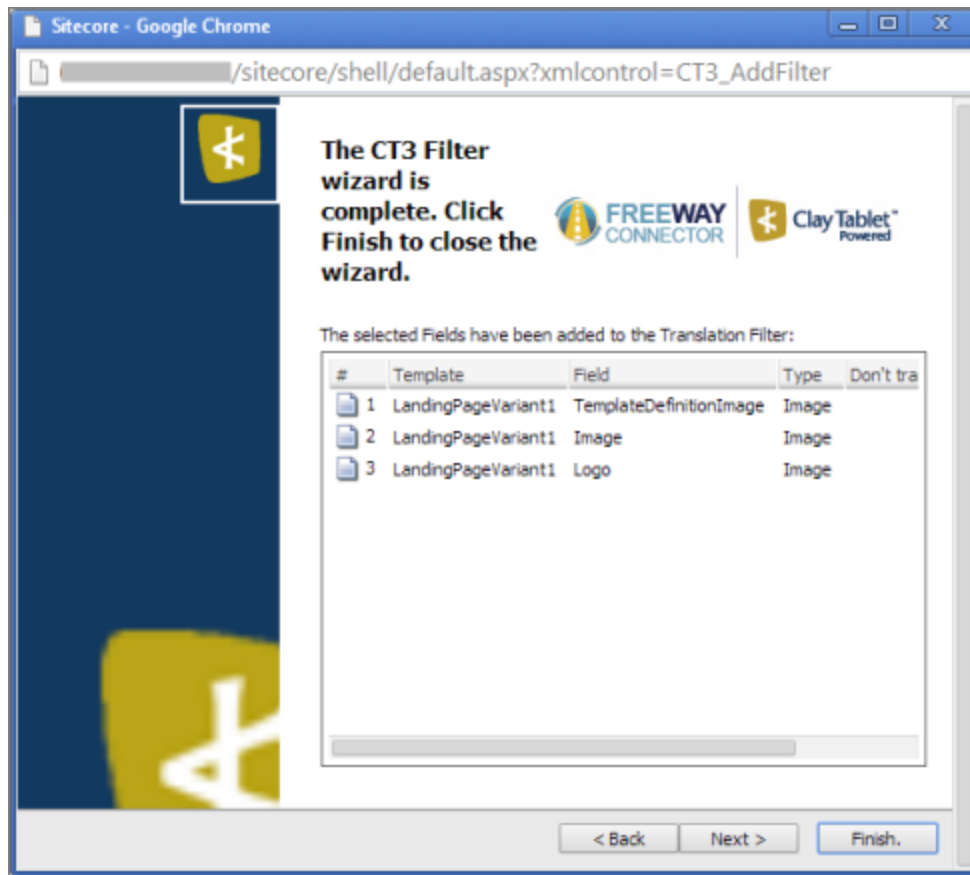 Sitecore - Google Chrome
/sitecore/shell/default.aspx?xmlcontrol=CT3_AddFilter
The CT3 Filter
wizard is
complete. Click
Finish to close the
wizard.
FREEWAY
CONNECTOR
Clay Tablet™
Powered
The selected Fields have been added to the Translation Filter:
# Template Field Type Don't tra
1 LandingPageVariant1 TemplateDefinitionImage Image
2 LandingPageVariant1 Image Image
3 LandingPageVariant1 Logo Image
< Back Next > Finish.